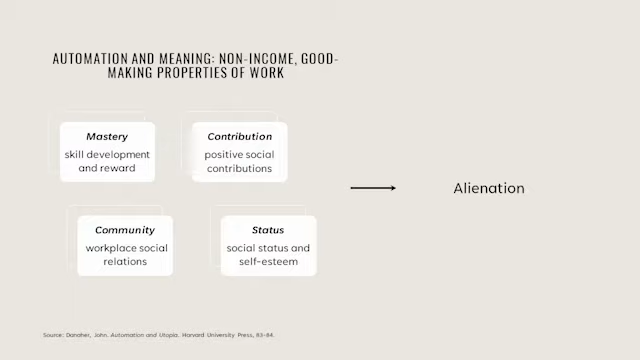 AUTOMATION AND MEANING: NON-INCOME, GOOD-
MAKING PROPERTIES OF WORK
Mastery
skill development
and reward
Contribution
positive social
contributions
Community
workplace social
relations
Status
social status and
self-esteem
Alienation
Source: Danaher, John. Automation and Utopia. Harvard University Press, 83-84.